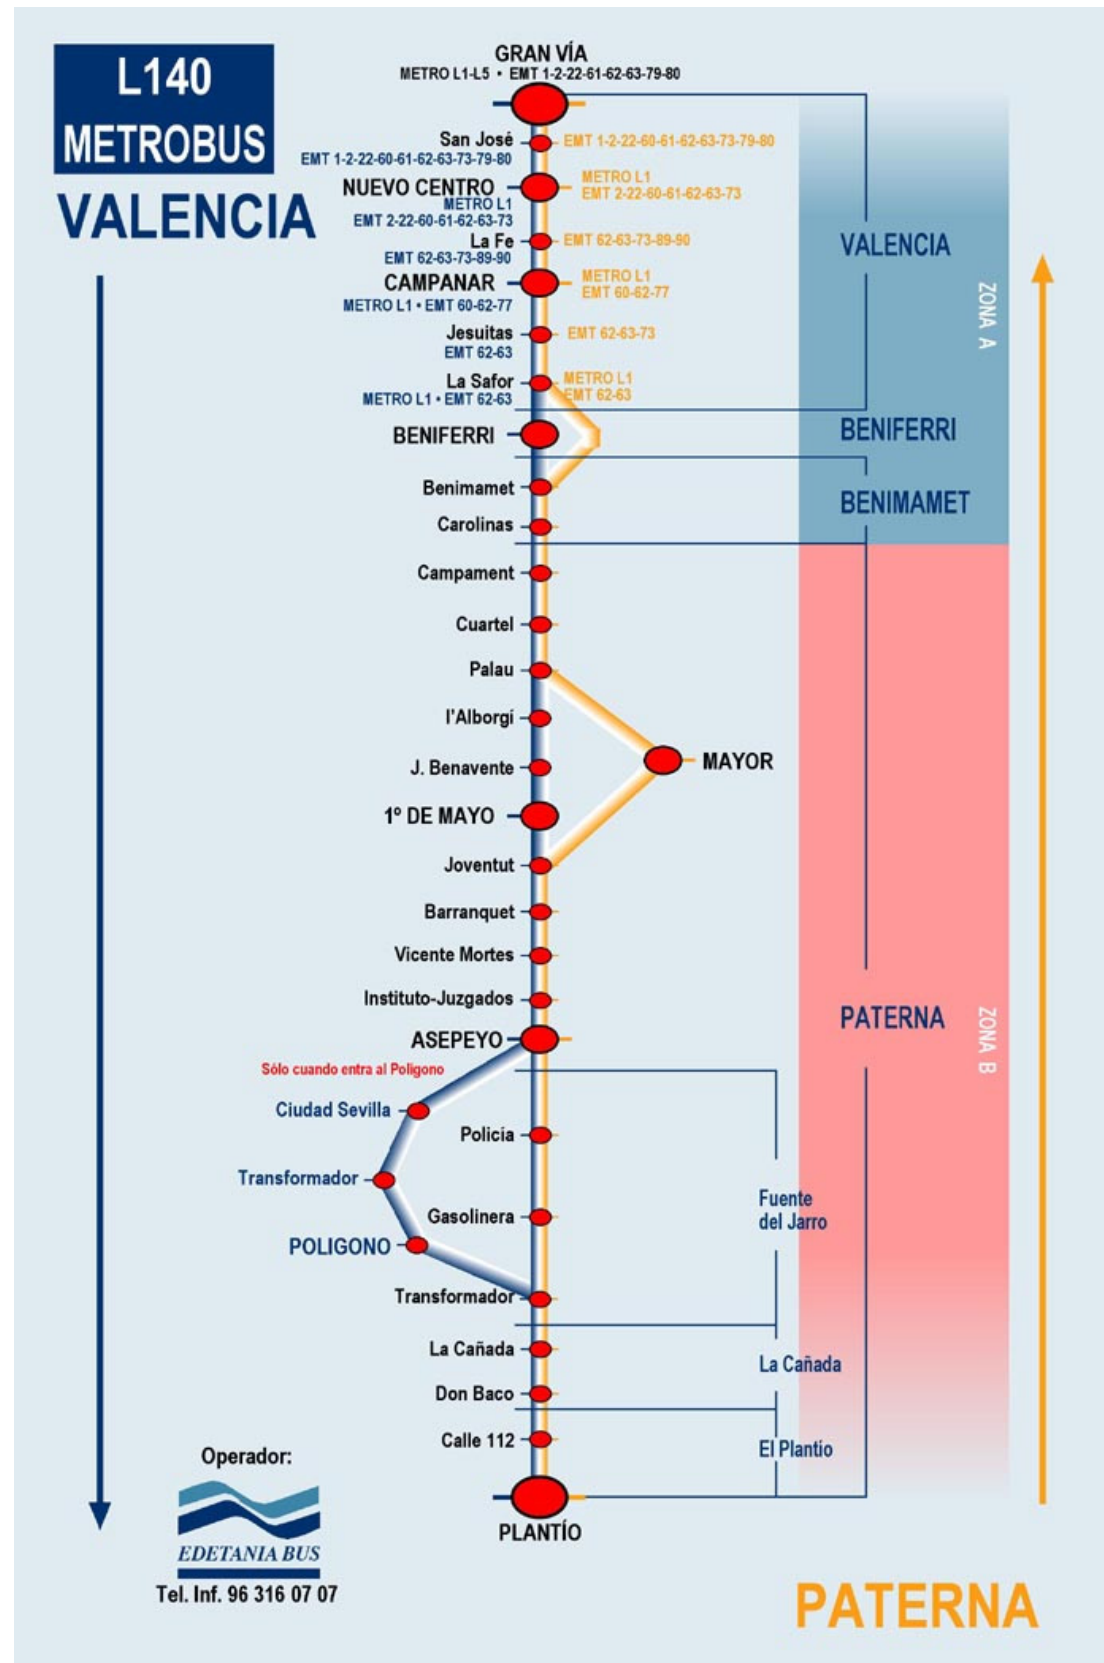 L140
METROBUS
VALENCIA
GRAN VÍA
METRO L1-L5 • EMT 1-2-22-61-62-63-79-80
San José
EMT 1-2-22-60-61-62-63-73-79-80
EMT 1-2-22-60-61-62-63-73-79-80
NUEVO CENTRO
METRO L1
EMT 2-22-60-61-62-63-73
METRO L1
EMT 2-22-60-61-62-63-73
La Fe
EMT 62-63-73-89-90
EMT 62-63-73-89-90
CAMPANAR
METRO L1 • EMT 60-62-77
METRO L1
EMT 60-62-77
Jesuitas
EMT 62-63
EMT 62-63-73
La Safor
METRO L1 • EMT 62-63
METRO L1
EMT 62-63
BENIFERRI
Benimamet
Carolinas
Campament
Cuartel
Palau
l'Alborgí
J. Benavente
MAYOR
1º DE MAYO
Joventut
Barranquet
Vicente Mortes
Instituto-Juzgados
ASEPEYO
Sólo cuando entra al Poligono
Ciudad Sevilla
Policía
Transformador
Gasolinera
POLIGONO
Transformador
La Cañada
Don Baco
Calle 112
PLANTÍO
VALENCIA
ZONA A
BENIFERRI
BENIMAMET
PATERNA
ZONA B
Fuente
del Jarro
La Cañada
El Plantio
Operador:
EDETANIA BUS
Tel. Inf. 96 316 07 07
PATERNA